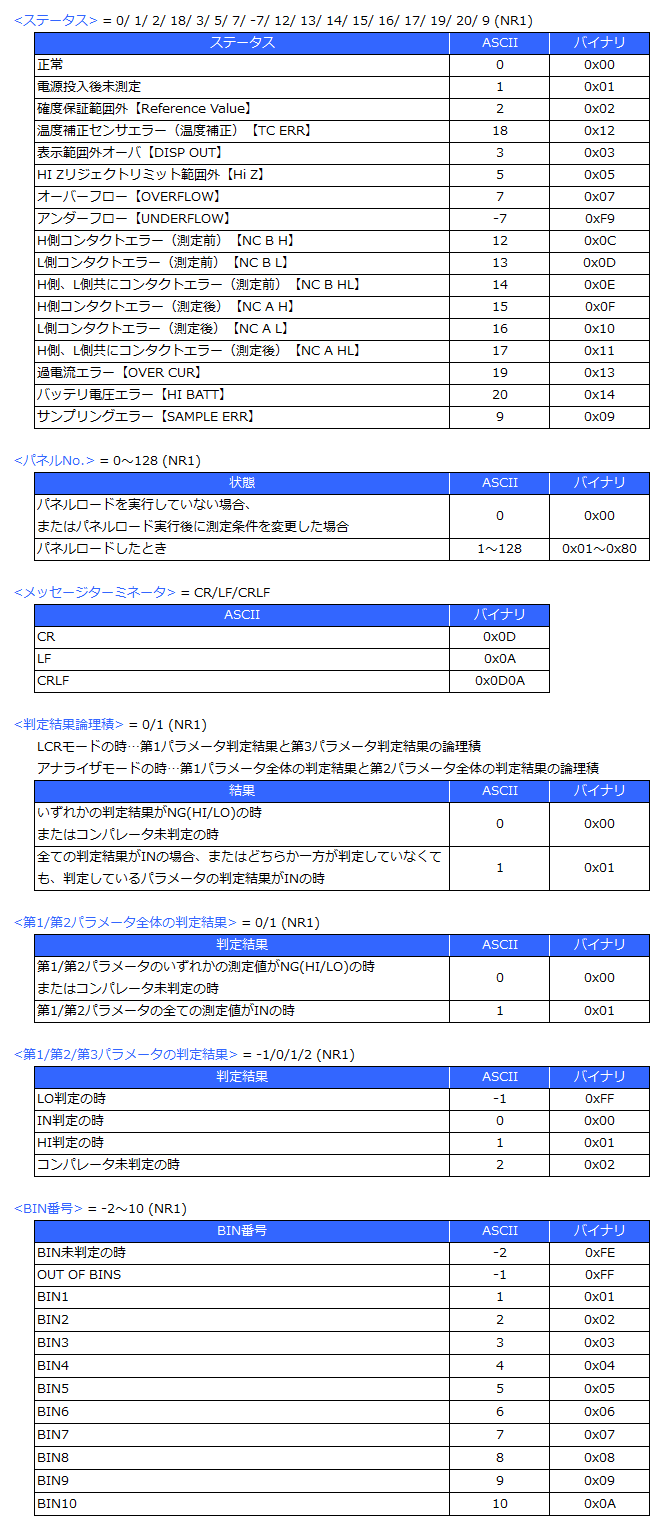 <ステータス> = 0/ 1/ 2/ 18/ 3/ 5/ 7/ -7/ 12/ 13/ 14/ 15/ 16/ 17/ 19/ 20/ 9 (NR1)
ステータス ASCII バイナリ
正常 0 0x00
電源投入後未測定 1 0x01
確度保証範囲外【Reference Value】 2 0x02
温度補正センサエラー（温度補正）【TC ERR】 18 0x12
表示範囲外オーバ【DISP OUT】 3 0x03
HI Zリジェクトリミット範囲外【Hi Z】 5 0x05
オーバーフロー【OVERFLOW】 7 0x07
アンダーフロー【UNDERFLOW】 -7 0xF9
H側コンタクトエラー（測定前）【NC B H】 12 0x0C
L側コンタクトエラー（測定前）【NC B L】 13 0x0D
H側、L側共にコンタクトエラー（測定前）【NC B HL】 14 0x0E
H側コンタクトエラー（測定後）【NC A H】 15 0x0F
L側コンタクトエラー（測定後）【NC A L】 16 0x10
H側、L側共にコンタクトエラー（測定後）【NC A HL】 17 0x11
過電流エラー【OVER CUR】 19 0x13
バッテリ電圧エラー【HI BATT】 20 0x14
サンプリングエラー【SAMPLE ERR】 9 0x09
<パネルNo.> = 0～128 (NR1)
状態 ASCII バイナリ
パネルロードを実行していない場合、
またはパネルロード実行後に測定条件を変更した場合 0 0x00
パネルロードしたとき 1～128 0x01～0x80
<メッセージターミネータ> = CR/LF/CRLF
ASCII バイナリ
CR 0x0D
LF 0x0A
CRLF 0x0D0A
<判定結果論理積> = 0/1 (NR1)
LCRモードの時…第1パラメータ判定結果と第3パラメータ判定結果の論理積
アナライザモードの時…第1パラメータ全体の判定結果と第2パラメータ全体の判定結果の論理積
結果 ASCII バイナリ
いずれかの判定結果がNG(HI/LO)の時
またはコンパレータ未判定の時 0 0x00
全ての判定結果がINの場合、またはどちらか一方が判定していなくて
も、判定しているパラメータの判定結果がINの時 1 0x01
<第1/第2パラメータ全体の判定結果> = 0/1 (NR1)
判定結果 ASCII バイナリ
第1/第2パラメータのいずれかの測定値がNG(HI/LO)の時
またはコンパレータ未判定の時 0 0x00
第1/第2パラメータの全ての測定値がINの時 1 0x01
<第1/第2/第3パラメータの判定結果> = -1/0/1/2 (NR1)
判定結果 ASCII バイナリ
LO判定の時 -1 0xFF
IN判定の時 0 0x00
HI判定の時 1 0x01
コンパレータ未判定の時 2 0x02
<BIN番号> = -2～10 (NR1)
BIN番号 ASCII バイナリ
BIN未判定の時 -2 0xFE
OUT OF BINS -1 0xFF
BIN1 1 0x01
BIN2 2 0x02
BIN3 3 0x03
BIN4 4 0x04
BIN5 5 0x05
BIN6 6 0x06
BIN7 7 0x07
BIN8 8 0x08
BIN9 9 0x09
BIN10 10 0x0A